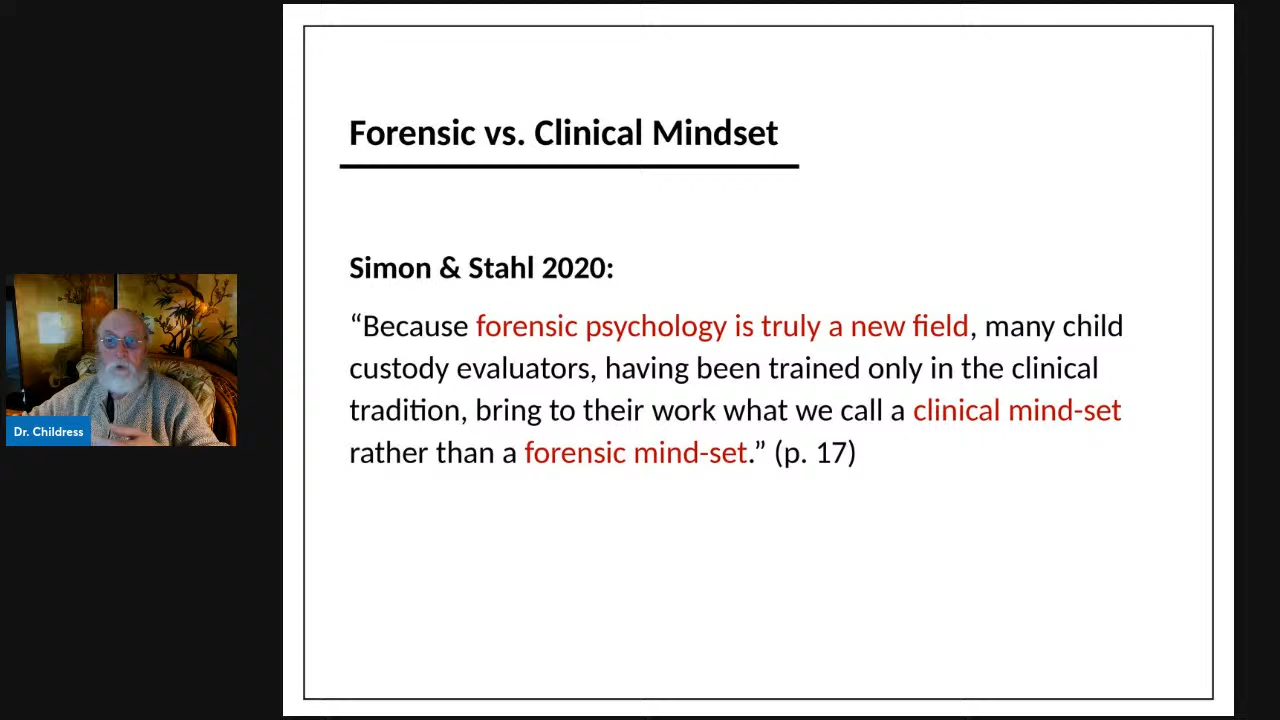 Forensic vs. Clinical Mindset
Simon & Stahl 2020:
“Because forensic psychology is truly a new field, many child
custody evaluators, having been trained only in the clinical
tradition, bring to their work what we call a clinical mind-set
rather than a forensic mind-set.” (p. 17)
Dr. Childress